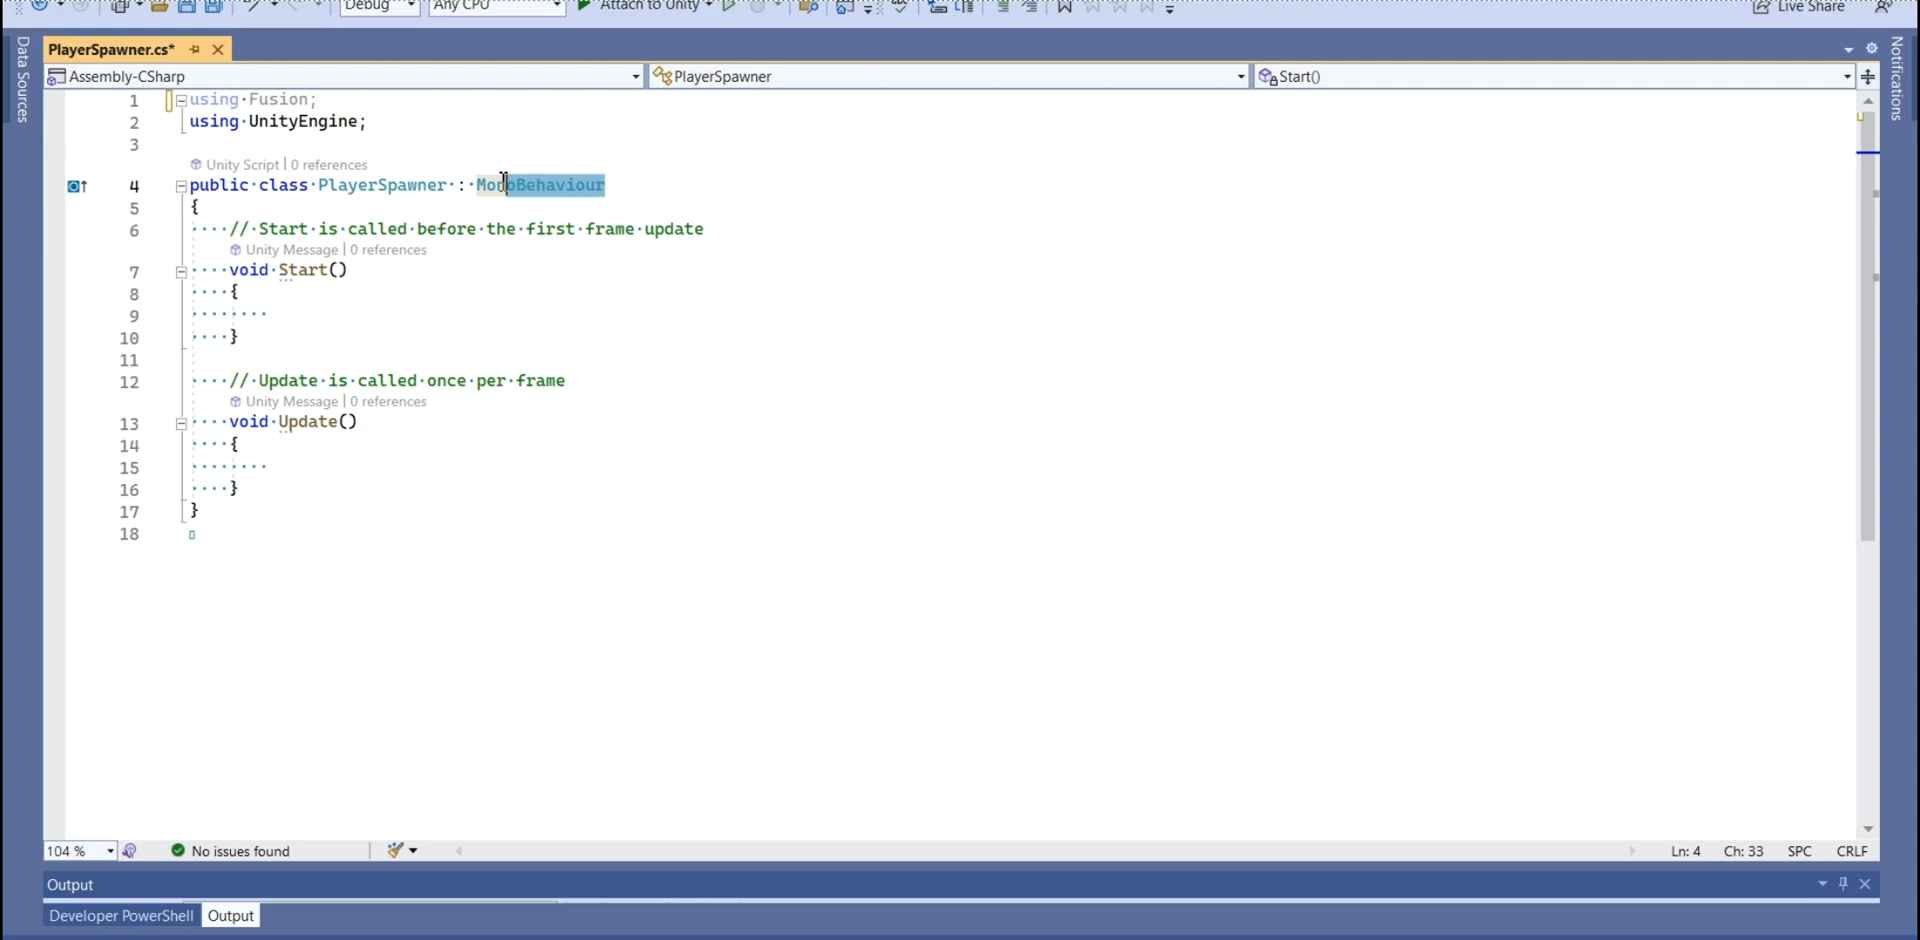 Debug Any CPU Attach to Unity Live Share
Data Sources
PlayerSpawner.cs*
Notifications
Assembly-CSharp PlayerSpawner Start()
1 using Fusion;
2 using UnityEngine;
3
Unity Script | 0 references
4 public class PlayerSpawner : MonoBehaviour
5 {
6 // Start is called before the first frame update
Unity Message | 0 references
7 void Start()
8 {
9
10 }
11
12 // Update is called once per frame
Unity Message | 0 references
13 void Update()
14 {
15
16 }
17 }
18
104 % No issues found Ln: 4 Ch: 33 SPC CRLF
Output
Developer PowerShell Output